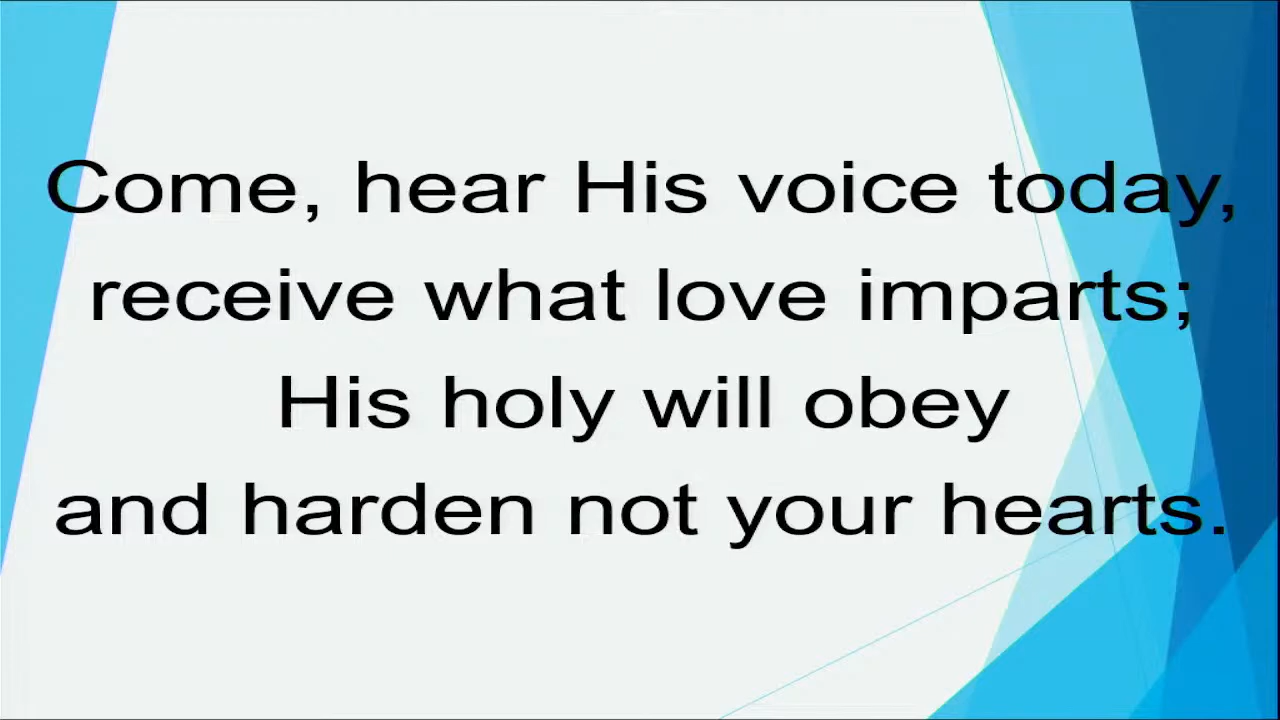 Come, hear His voice today,
receive what love imparts;
His holy will obey
and harden not your hearts.